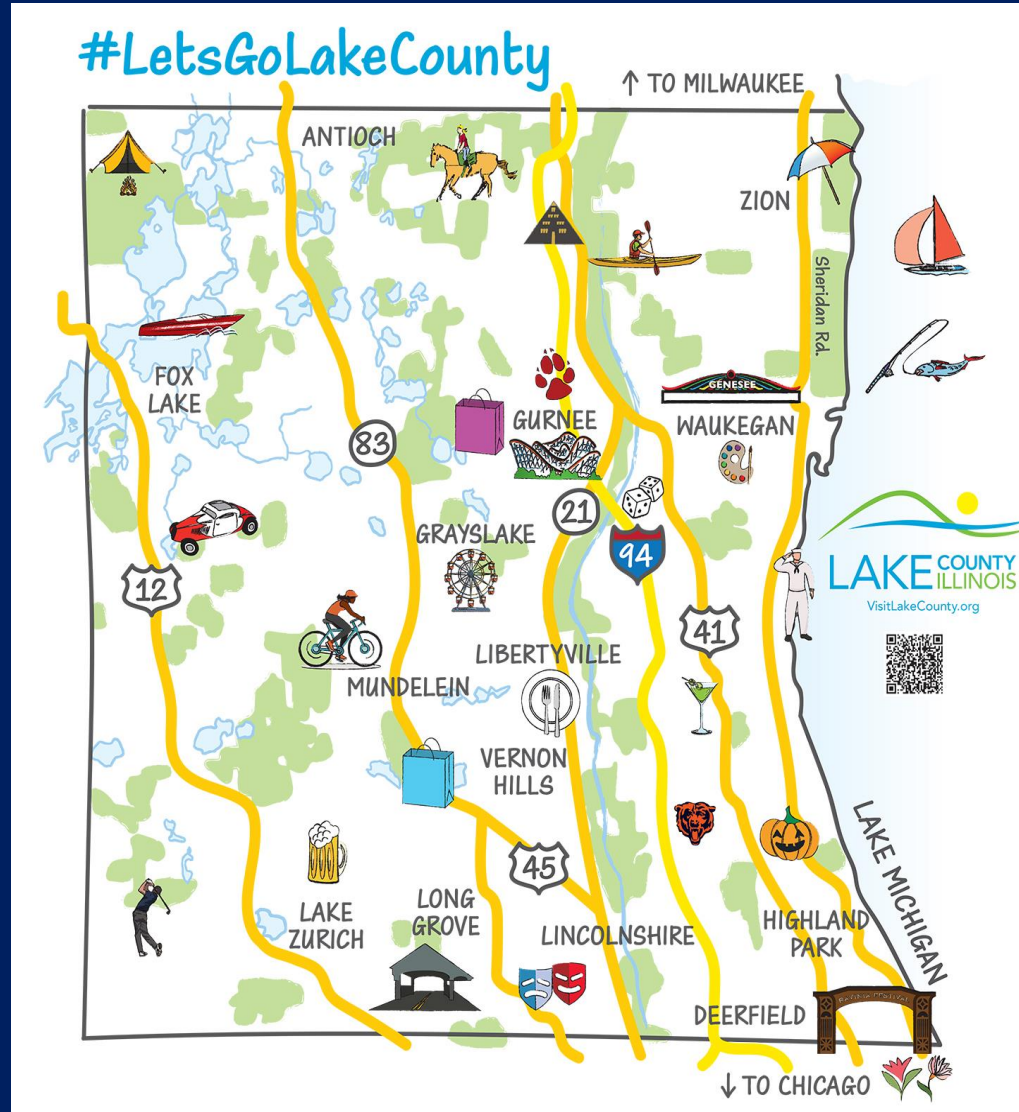 #LetsGoLakeCounty
↑ TO MILWAUKEE
ANTIOCH
ZION
Sheridan Rd.
FOX
LAKE
GENESEE
GURNEE
WAUKEGAN
83
21
GRAYSLAKE
94
LAKE COUNTY
ILLINOIS
VisitLakeCounty.org
12
41
LIBERTYVILLE
MUNDELEIN
VERNON
HILLS
45
LAKE MICHIGAN
LONG
GROVE
LAKE
ZURICH
LINCOLNSHIRE
HIGHLAND
PARK
DEERFIELD
↓ TO CHICAGO